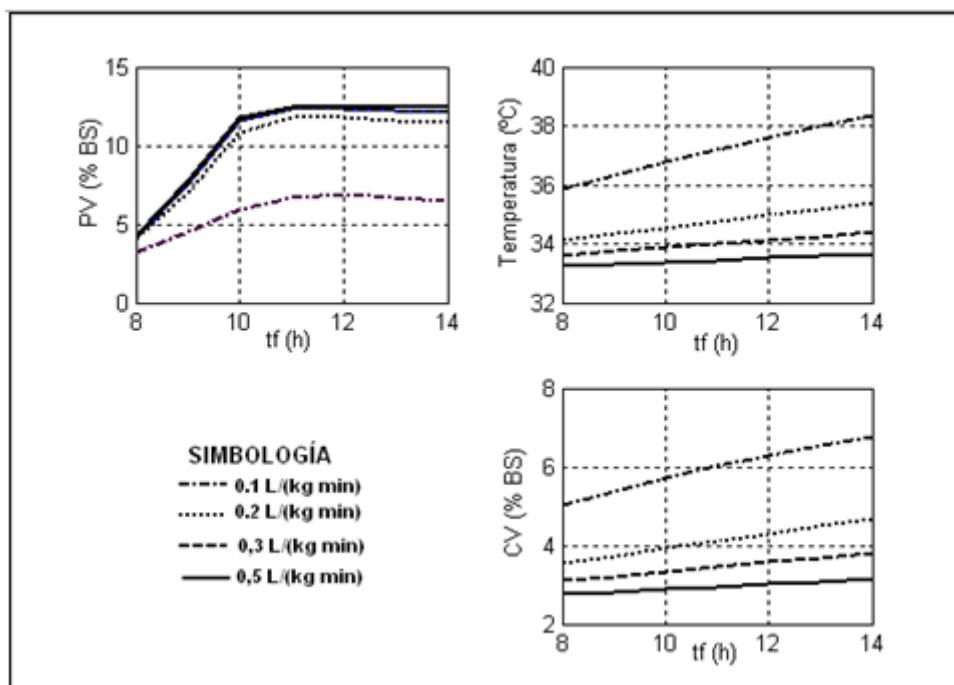 15
10
5
0
PV (% BS)
8 10 12 14
tf (h)
40
38
36
34
32
Temperatura (ºC)
8 10 12 14
tf (h)
SIMBOLOGÍA
0.1 L/(kg min)
0.2 L/(kg min)
0,3 L/(kg min)
0,5 L/(kg min)
8
6
4
2
CV (% BS)
8 10 12 14
tf (h)